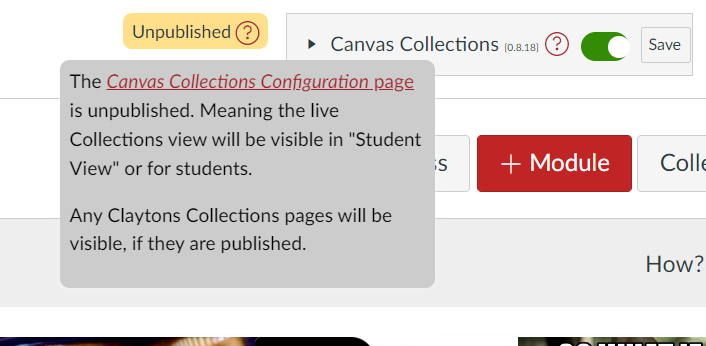 Unpublished ?
Canvas Collections (0.8.18) ?
Save
The Canvas Collections Configuration page
is unpublished. Meaning the live
Collections view will be visible in "Student
View" or for students.
Any Claytons Collections pages will be
visible, if they are published.
+ Module
How?